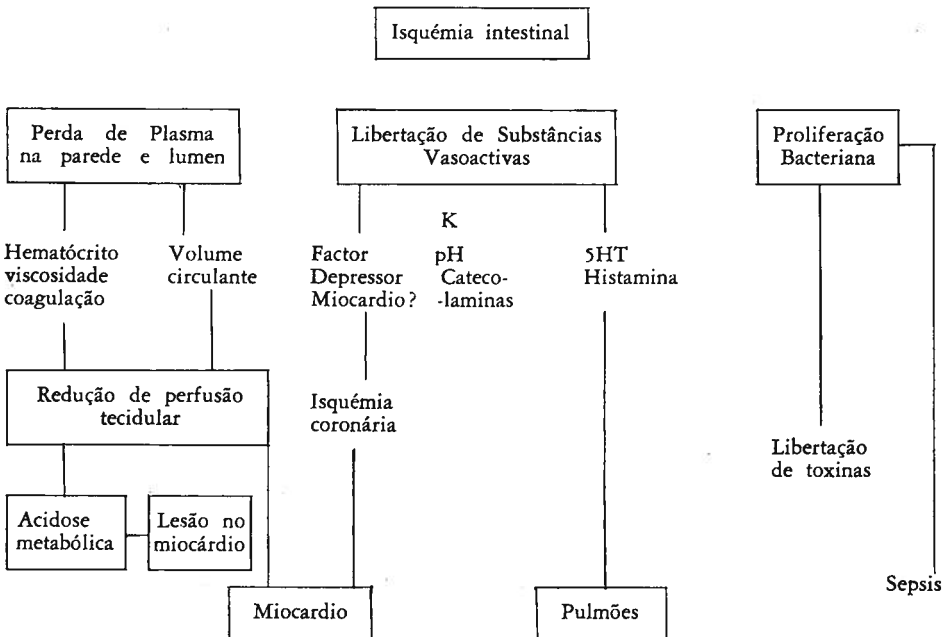 Isquémia intestinal
Perda de Plasma
na parede e lumen
Libertação de Substâncias
Vasoactivas
Proliferação
Bacteriana
Hematócrito
viscosidade
coagulação
Volume
circulante
Factor
Depressor
Miocardio?
K
pH
Cateco-
-laminas
5HT
Histamina
Redução de perfusão
tecidular
Isquémia
coronária
Libertação
de toxinas
Acidose
metabólica
Lesão no
miocárdio
Sepsis
Miocardio
Pulmões